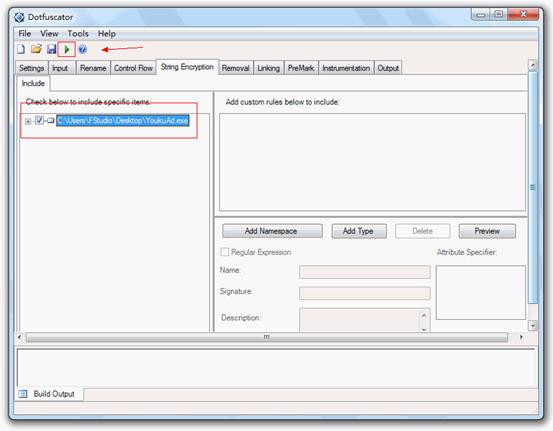 Dotfuscator
File View Tools Help
Settings Input Rename Control Flow String Encryption Removal Linking PreMark Instrumentation Output
Include
Check below to include specific items:
Add custom rules below to include:
C:\Users\FStudio\Desktop\YoukuAd.exe
Add Namespace Add Type Delete Preview
Regular Expression
Attribute Specifier:
Name:
Signature:
Description:
Build Output